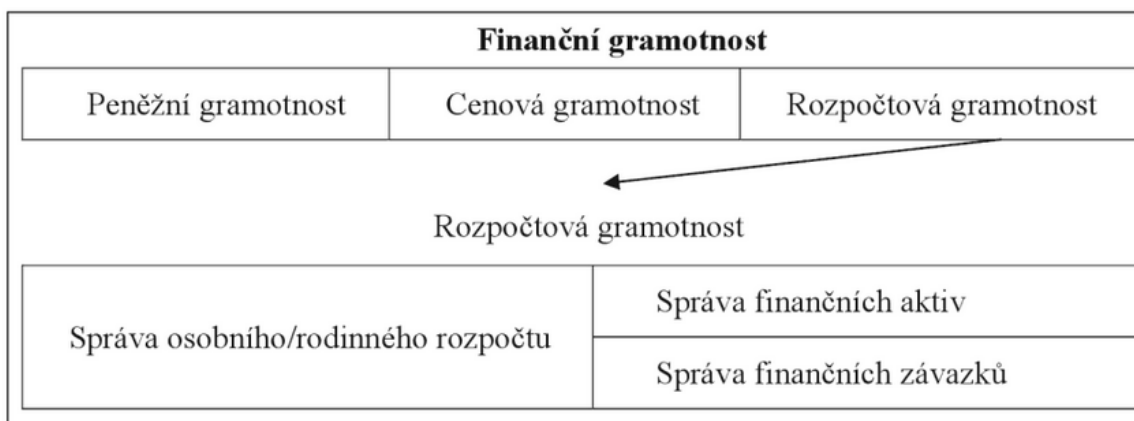 Finanční gramotnost
Peněžní gramotnost Cenová gramotnost Rozpočtová gramotnost
Rozpočtová gramotnost
Správa osobního/rodinného rozpočtu
Správa finančních aktiv
Správa finančních závazků